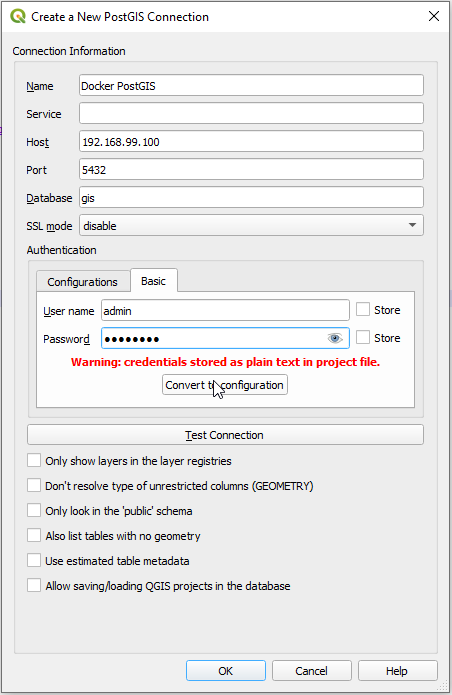 Create a New PostGIS Connection
Connection Information
Name Docker PostGIS
Service
Host 192.168.99.100
Port 5432
Database gis
SSL mode disable
Authentication
Configurations Basic
User name admin Store
Password ●●●●●●●● Store
Warning: credentials stored as plain text in project file.
Convert to configuration
Test Connection
Only show layers in the layer registries
Don't resolve type of unrestricted columns (GEOMETRY)
Only look in the 'public' schema
Also list tables with no geometry
Use estimated table metadata
Allow saving/loading QGIS projects in the database
OK Cancel Help